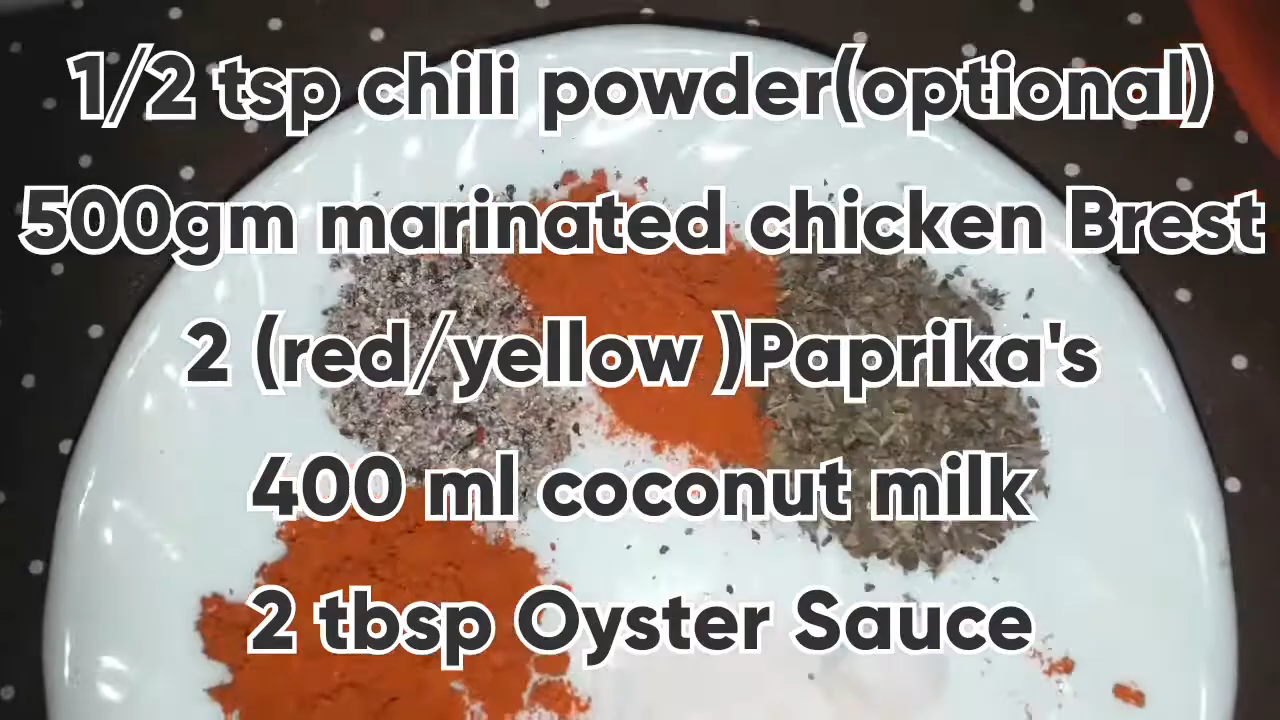 1/2 tsp chili powder(optional)
500gm marinated chicken Brest
2 (red/yellow )Paprika's
400 ml coconut milk
2 tbsp Oyster Sauce